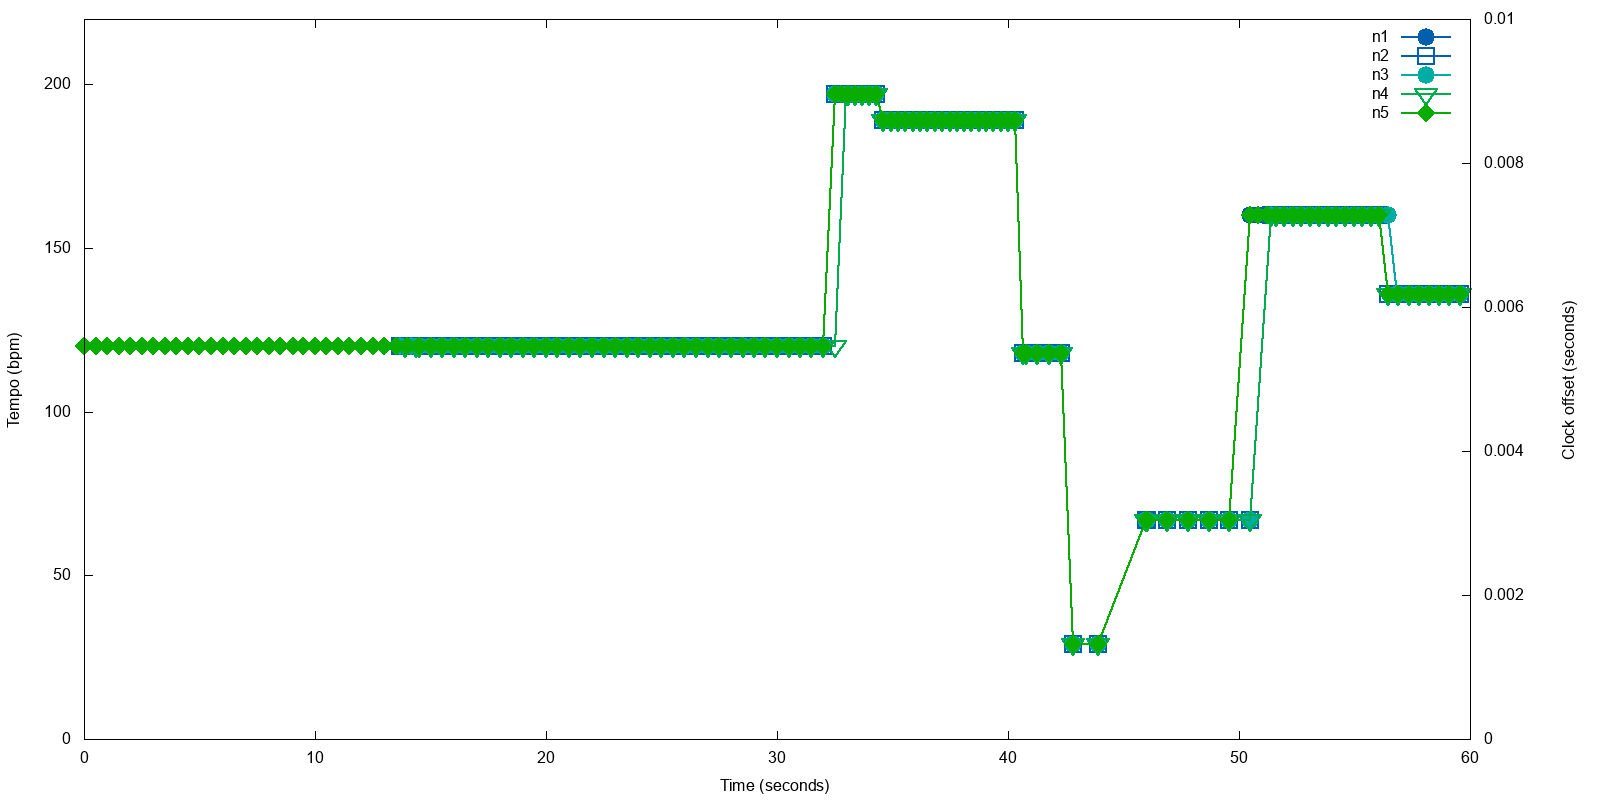 0.01
n1
n2
n3
n4
n5
200
0.008
150
0.006
Tempo (bpm)
Clock offset (seconds)
100
0.004
50
0.002
0
0
0 10 20 30 40 50 60
Time (seconds)